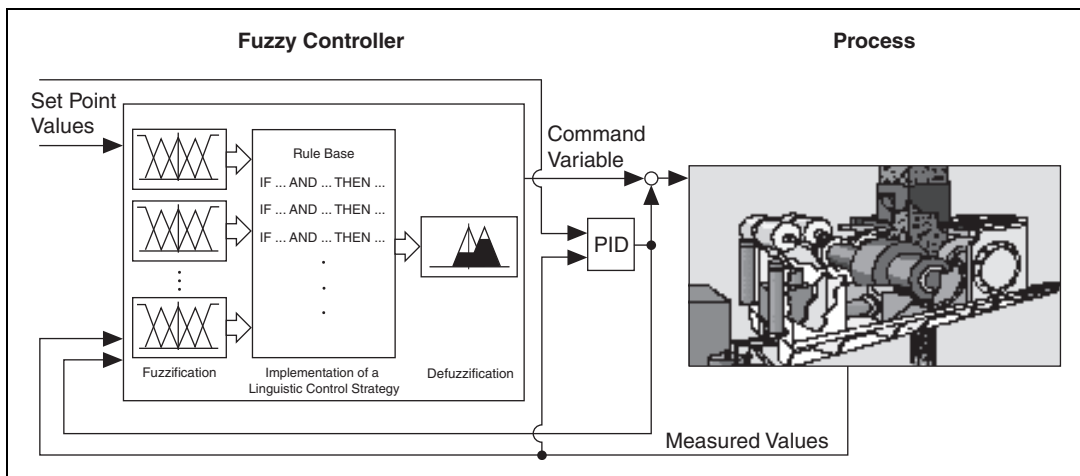 Fuzzy Controller
Process
Set Point
Values
Command
Variable
Rule Base
IF ... AND ... THEN ...
IF ... AND ... THEN ...
IF ... AND ... THEN ...
PID
Fuzzification
Implementation of a
Linguistic Control Strategy
Defuzzification
Measured Values